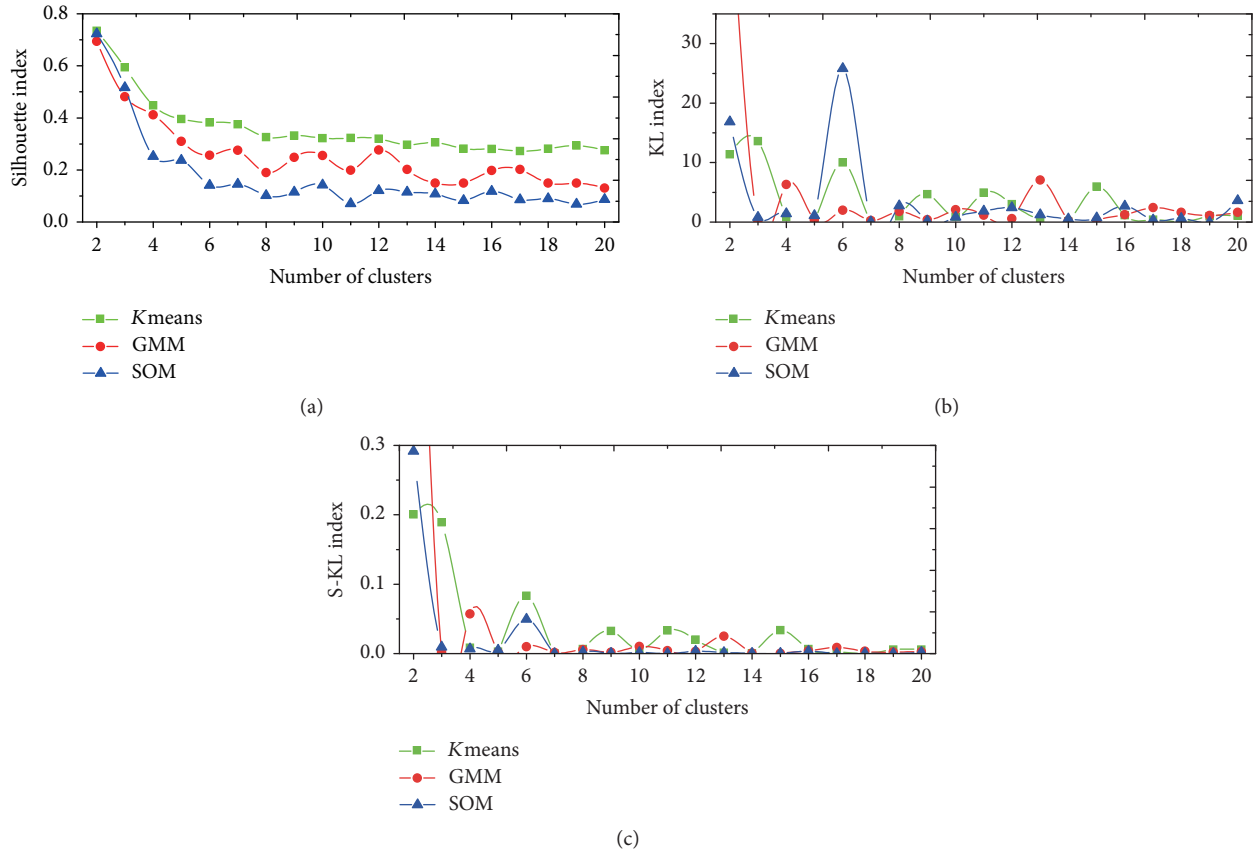 0.8
0.6
0.4
0.2
0.0
Silhouette index
2 4 6 8 10 12 14 16 18 20
Number of clusters
Kmeans
GMM
SOM
(a)
30
20
10
0
KL index
2 4 6 8 10 12 14 16 18 20
Number of clusters
Kmeans
GMM
SOM
(b)
0.3
0.2
0.1
0.0
S-KL index
2 4 6 8 10 12 14 16 18 20
Number of clusters
Kmeans
GMM
SOM
(c)